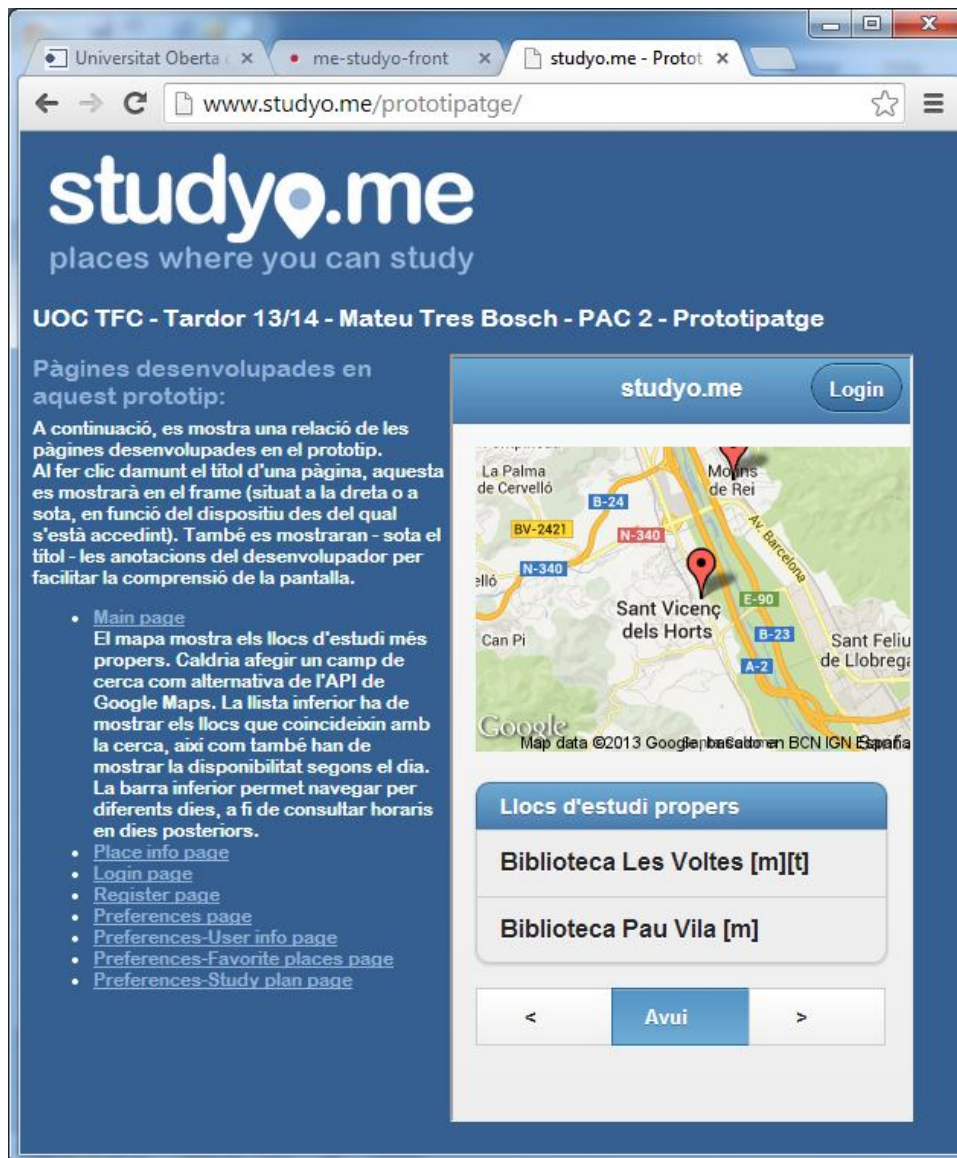 Universitat Oberta
me-studyo-front
studyo.me - Protot
www.studyo.me/prototipatge/
studyo.me
places where you can study
UOC TFC - Tardor 13/14 - Mateu Tres Bosch - PAC 2 - Prototipatge
Pàgines desenvolupades en
aquest prototip:
A continuació, es mostra una relació de les
pàgines desenvolupades en el prototip.
Al fer clic damunt el títol d'una pàgina, aquesta
es mostrarà en el frame (situat a la dreta o a
sota, en funció del dispositiu des del qual
s'està accedint). També es mostraran - sota el
títol - les anotacions del desenvolupador per
facilitar la comprensió de la pantalla.
Main page
El mapa mostra els llocs d'estudi més
propers. Caldria afegir un camp de
cerca com alternativa de l'API de
Google Maps. La llista inferior ha de
mostrar els llocs que coincideixin amb
la cerca, així com també han de
mostrar la disponibilitat segons el dia.
La barra inferior permet navegar per
diferents dies, a fi de consultar horaris
en dies posteriors.
Place info page
Login page
Register page
Preferences page
Preferences-User info page
Preferences-Favorite places page
Preferences-Study plan page
studyo.me
Login
La Palma
de Cervelló
Molins
de Rei
B-24
BV-2421
N-340
Av. Barcelona
N-340
elló
Sant Vicenç
dels Horts
E-90
Can Pi
B-23
Sant Feliu
de Llobrega
A-2
Google
Map data ©2013 Google, basado en BCN IGN España
Llocs d'estudi propers
Biblioteca Les Voltes [m][t]
Biblioteca Pau Vila [m]
<
Avui
>